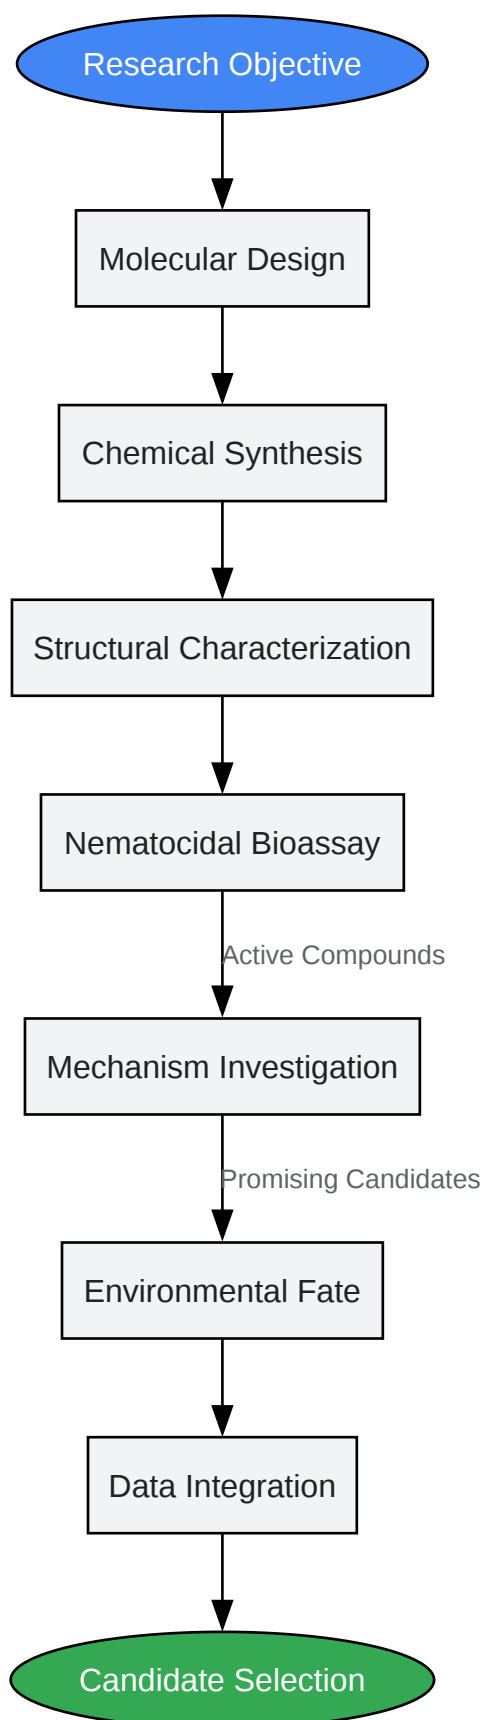 Research Objective
Molecular Design
Chemical Synthesis
Structural Characterization
Nematocidal Bioassay
Active Compounds
Mechanism Investigation
Promising Candidates
Environmental Fate
Data Integration
Candidate Selection